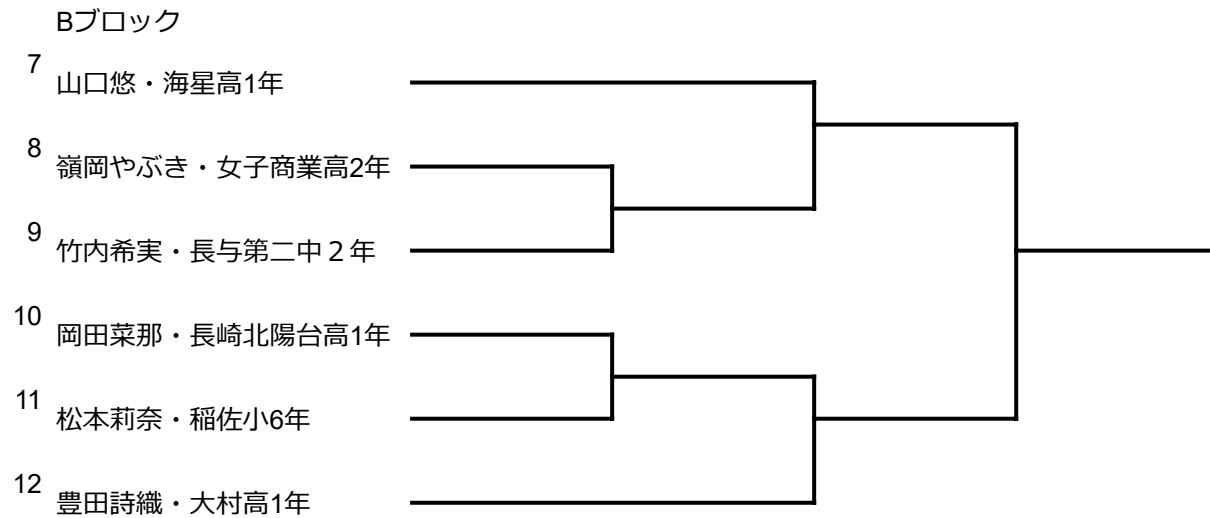 Bブロック
7
山口悠・海星高1年
8
嶺岡やぶき・女子商業高2年
9
竹内希実・長与第二中２年
10
岡田菜那・長崎北陽台高1年
11
松本莉奈・稲佐小6年
12
豊田詩織・大村高1年